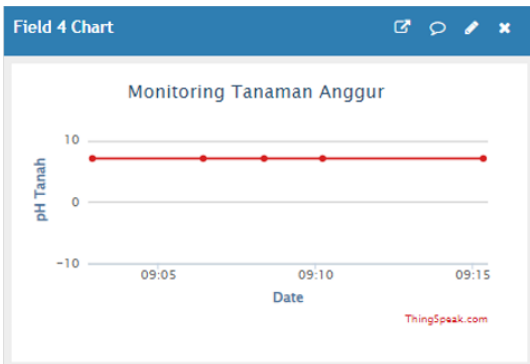 Field 4 Chart
Monitoring Tanaman Anggur
pH Tanah
10
0
-10
09:05 09:10 09:15
Date
ThingSpeak.com